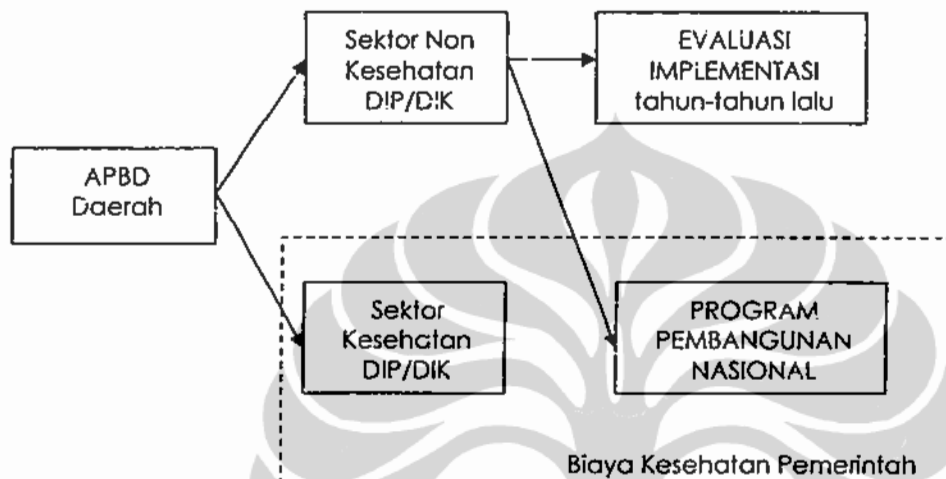 Sektor Non
Kesehatan
DIP/DIK
EVALUASI
IMPLEMENTASI
tahun-tahun lalu
APBD
Daerah
Sektor
Kesehatan
DIP/DIK
PROGRAM
PEMBANGUNAN
NASIONAL
Biaya Kesehatan Pemerintah